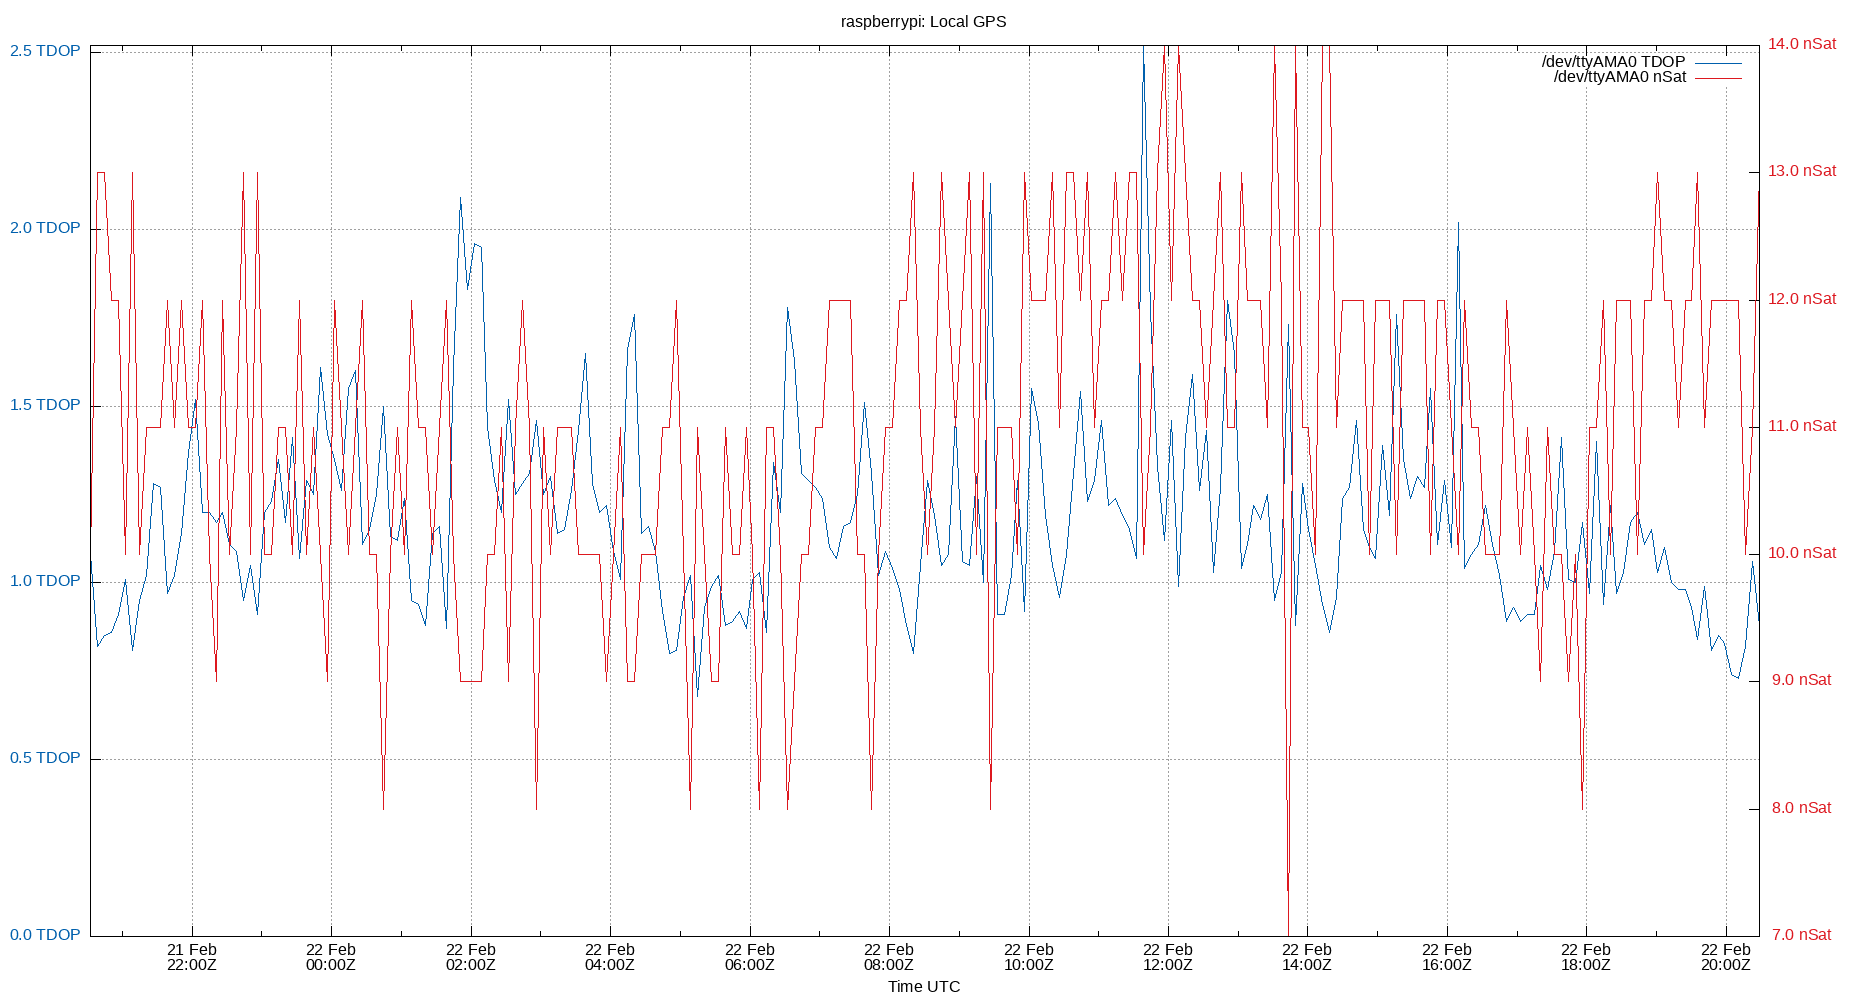 raspberrypi: Local GPS
2.5 TDOP
2.0 TDOP
1.5 TDOP
1.0 TDOP
0.5 TDOP
0.0 TDOP
14.0 nSat
13.0 nSat
12.0 nSat
11.0 nSat
10.0 nSat
9.0 nSat
8.0 nSat
7.0 nSat
/dev/ttyAMA0 TDOP
/dev/ttyAMA0 nSat
21 Feb
22:00Z
22 Feb
00:00Z
22 Feb
02:00Z
22 Feb
04:00Z
22 Feb
06:00Z
22 Feb
08:00Z
22 Feb
10:00Z
22 Feb
12:00Z
22 Feb
14:00Z
22 Feb
16:00Z
22 Feb
18:00Z
22 Feb
20:00Z
Time UTC